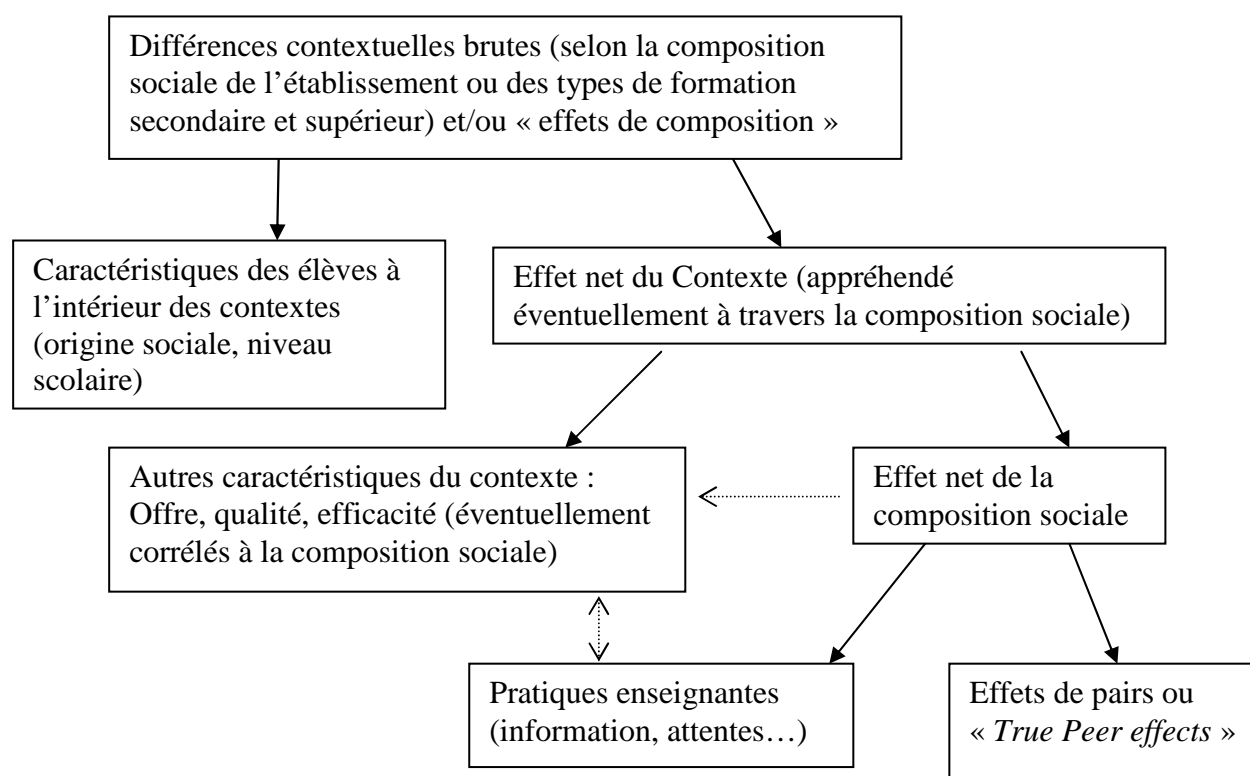 Différences contextuelles brutes (selon la composition
sociale de l’établissement ou des types de formation
secondaire et supérieur) et/ou « effets de composition »
Caractéristiques des élèves à
l’intérieur des contextes
(origine sociale, niveau
scolaire)
Effet net du Contexte (appréhendé
éventuellement à travers la composition sociale)
Autres caractéristiques du contexte :
Offre, qualité, efficacité (éventuellement
corrélés à la composition sociale)
Effet net de la
composition sociale
Pratiques enseignantes
(information, attentes…)
Effets de pairs ou
« True Peer effects »